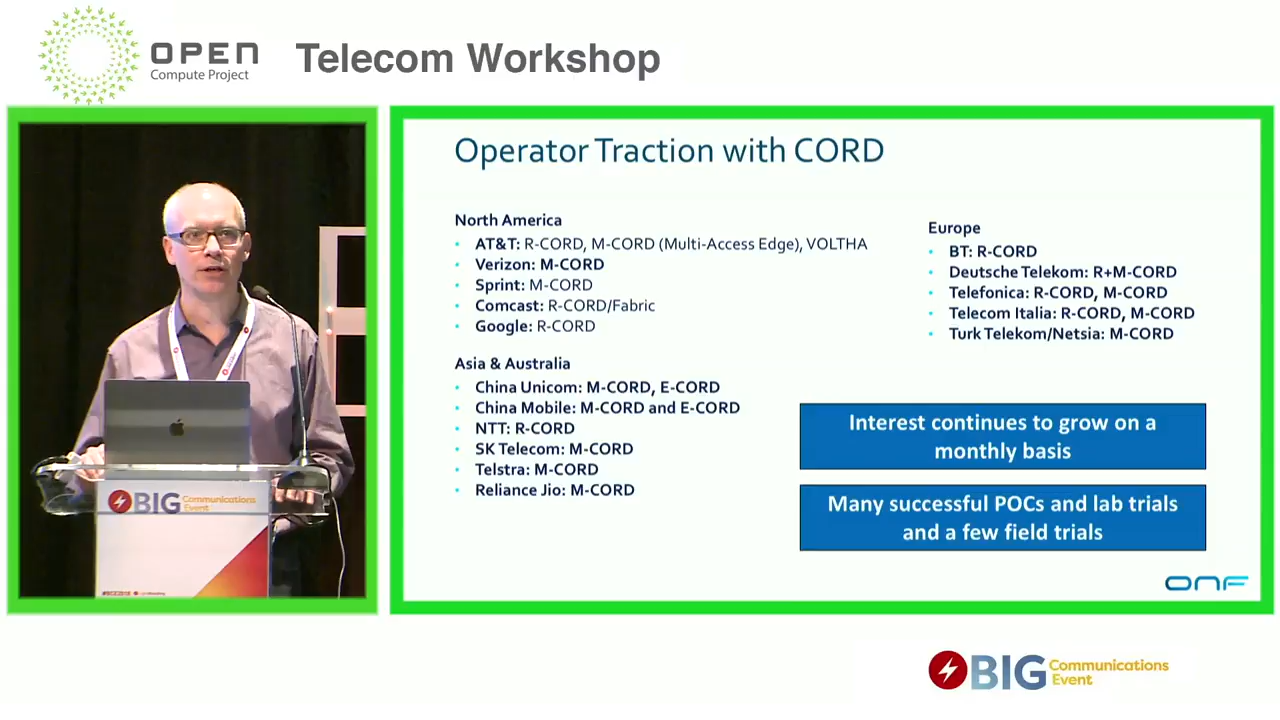 OPEN
Compute Project
Telecom Workshop
Operator Traction with CORD
North America
• AT&T: R-CORD, M-CORD (Multi-Access Edge), VOLTHA
• Verizon: M-CORD
• Sprint: M-CORD
• Comcast: R-CORD/Fabric
• Google: R-CORD
Asia & Australia
• China Unicom: M-CORD, E-CORD
• China Mobile: M-CORD and E-CORD
• NTT: R-CORD
• SK Telecom: M-CORD
• Telstra: M-CORD
• Reliance Jio: M-CORD
Europe
• BT: R-CORD
• Deutsche Telekom: R+M-CORD
• Telefonica: R-CORD, M-CORD
• Telecom Italia: R-CORD, M-CORD
• Turk Telekom/Netsia: M-CORD
Interest continues to grow on a
monthly basis
Many successful POCs and lab trials
and a few field trials
ONF
BIG Communications
Event
BIG Communications
Event